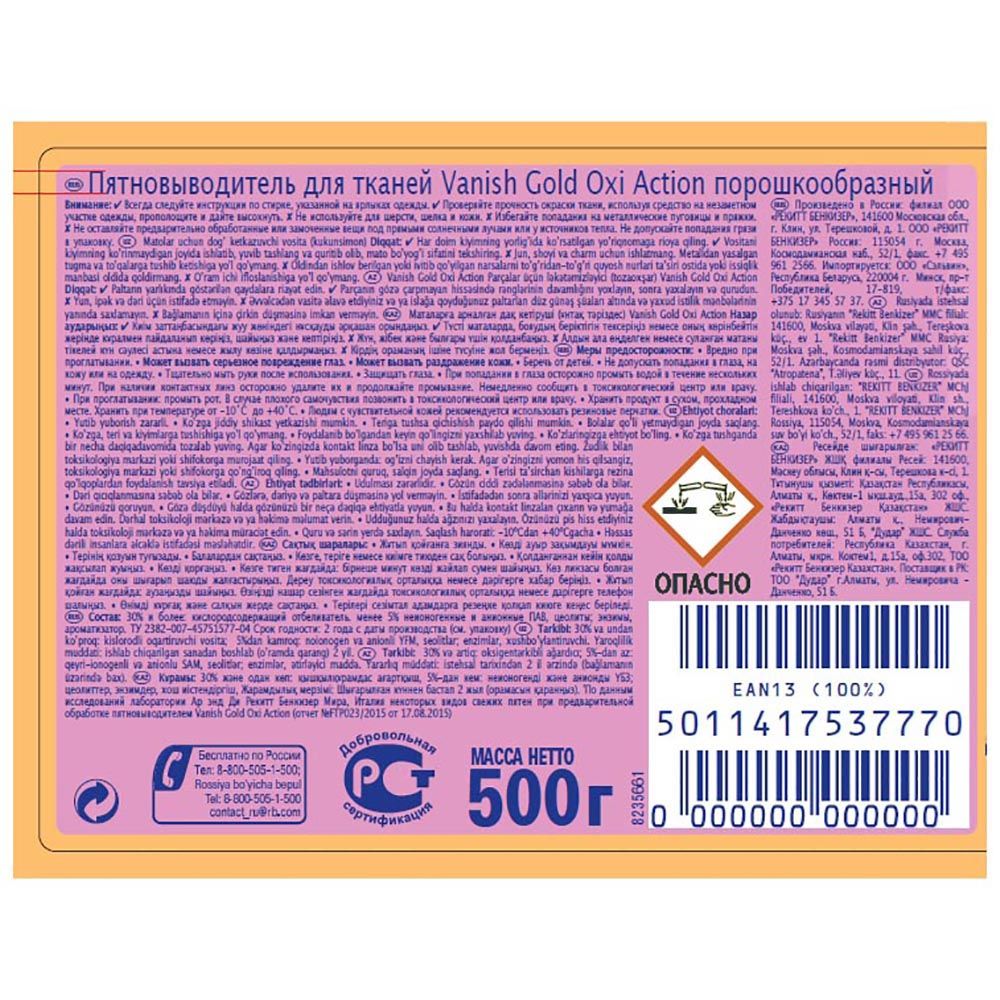 RUS Пятновыводитель для тканей Vanish Gold Oxi Action порошкообразный
Внимание: ✔ Всегда следуйте инструкции по стирке, указанной на ярлыках одежды. ✔ Проверяйте прочность окраски ткани, используя средство на незаметном
участке одежды, прополощите и дайте высохнуть. ✘ Не используйте для шерсти, шелка и кожи. ✘ Избегайте попадания на металлические пуговицы и пряжки.
✘ Не оставляйте предварительно обработанные или замоченные вещи под прямыми солнечными лучами или у источников тепла. Не допускайте попадания грязи
в упаковку. UZ Matolar uchun dog' ketkazuvchi vosita (kukunsimon) Diqqat: ✔ Har doim kiyimning yorlig'ida ko'rsatilgan yo'riqnomaga rioya qiling. ✔ Vositani
kiyimning ko'rinmaydigan joyida ishlatib, yuvib tashlang va quritib olib, mato bo'yog'i sifatini tekshiring. ✘ Jun, shoyi va charm uchun ishlatmang. Metalidan yasalgan
tugma va to'qalarga tushib ketishiga yo'l qo'ymang. ✘ Oldindan ishlov berilgan yoki ivitib qo'yilgan narsalarni to'g'ridan-to'g'ri quyosh nurlari ta'siri ostida yoki issiqlik
manbasi oldida qoldirmang. ✘ O'ram ichi ifloslanishiga yo'l qo'ymang. AZ Vanish Gold Oxi Action Parçalar üçün ləkətəmizləyici (tozaoxşar) Vanish Gold Oxi Action
Diqqət: ✔ Paltarın yarlığında göstərilən qaydalara riayət edin. ✔ Parçanın gözə çarpmayan hissəsində rənglərinin davamlığını yoxlayın, sonra yaxalayın və qurudun.
✘ Yun, ipək və dəri üçün istifadə etməyin. ✘ Əvvəlcədən vasitə əlavə etdiyiniz və ya islağa qoyduğunuz paltarları düz günəş şüaları altında və yaxud istilik mənbələrinin
yanında saxlamayın. ✘ Bağlamanın içinə çirkin düşməsinə imkan verməyin. KAZ Маталарға арналған дақ кетіруші (ұнтақ тәріздес) Vanish Gold Oxi Action Назар
аударыңыз: ✔ Киім заттаңбасындағы жуу жөніндегі нұсқауды әрқашан орындаңыз. ✔ Түсті маталарда, бояудың беріктігін тексеріңіз немесе оның көрінбейтін
жерінде құралмен пайдаланып көріңіз, шайыңыз және кептіріңіз. ✘ Жүн, жібек және былғары үшін қолданбаңыз. ✘ Алдын ала өңделген немесе суланған матаны
тікелей күн сәулесі астына немесе жылу көзіне қалдырмаңыз. ✘ Кірдің ораманың ішіне түсуіне жол бермеңіз. RUS Меры предосторожности: • Вредно при
проглатывании. • Может вызвать серьезное повреждение глаз. • Может вызвать раздражение кожи. • Беречь от детей. • Не допускать попадания на глаза, на
кожу или на одежду. • Тщательно мыть руки после использования. • Защищать глаза. • При попадании в глаза осторожно промыть водой в течение нескольких
минут. При наличии контактных линз осторожно удалите их и продолжайте промывание. Немедленно сообщить в токсикологический центр или врачу.
• При проглатывании: промыть рот. В случае плохого самочувствия позвонить в токсикологический центр или врачу. • Хранить продукт в сухом, прохладном
месте. Хранить при температуре от -10°С до +40°С. • Людям с чувствительной кожей рекомендуется использовать резиновые перчатки. UZ Ehtiyot choralari:
• Yutib yuborish zararli. • Ko'zga jiddiy shikast yetkazishi mumkin. • Teriga tushsa qichishish paydo qilishi mumkin. • Bolalar qo'li yetmaydigan joyda saqlang.
• Ko'zga, teri va kiyimlarga tushishiga yo'l qo'ymang. • Foydalanib bo'lgandan keyin qo'lingizni yaxshilab yuving. • Ko'zlaringizga ehtiyot bo'ling. • Ko'zga tushganda
bir necha daqiqavodamida tozalab yuving. Agar ko'zingizda kontakt linza bo'lsa uni olib tashlab, yuvishda davom eting. Zudlik bilan
toksikologiya markazi yoki shifokorga murojaat qiling. • Yutib yuborganda: og'izni chayish kerak. Agar o'zingizni yomon his qilsangiz,
toksikologiya markazi yoki shifokorga qo'ng'iroq qiling. • Mahsulotni quruq, salqin joyda saqlang. • Terisi ta'sirchan kishilarga rezina
qo'lqoplardan foydalanish tavsiya etiladi. AZ Ehtiyat tədbirləri: • Udulması zərərlidir. • Gözün ciddi zədələnməsinə səbəb ola bilər.
• Dəri qıcıqlanmasına səbəb ola bilər. • Gözlərə, dəriyə və paltara düşməsinə yol verməyin. • İstifadədən sonra əllərinizi yaxşıca yuyun.
• Gözünüzü qoruyun. • Gözə düşdüyü halda gözünüzü bir neçə dəqiqə ehtiyatla yuyun. • Bu halda kontakt linzaları çıxarın və yumağa
davam edin. Dərhal toksikoloji mərkəzə və ya həkimə məlumat verin. • Udduğunuz halda ağzınızı yaxalayın. Özünüzü pis hiss etdiyiniz
halda toksikoloji mərkəzə və ya həkimə müraciət edin. • Quru və sərin yerdə saxlayın. Saqlash harorati: -10°Cdan +40°Cgacha • Həssas
dərili insanlara əlcəklə istifadəsi məsləhətdir. KAZ Сақтық шаралары: • Жұтып қойғанға зиянды. • Көзді ауыр зақымдауы мүмкін.
• Терінің қозуын туғызады. • Балалардан сақтаңыз. • Көзге, теріге немесе киімге тиюден сақ болыңыз. • Қолданғаннан кейін қолды
жақсылап жуыңыз. • Көзді қорғаңыз. • Көзге тиген жағдайда: бірнеше минут көзді жайлап сумен шайыңыз. Көз линзасы болған
жағдайда оны шығарып шаюды жалғастырыңыз. Дереу токсикологиялық орталыққа немесе дәрігерге хабар беріңіз. • Жұтып
қойған жағдайда: ауызды шайыңыз. Өзіңізді нашар сезінген жағдайда токсикологиялық орталыққа немесе дәрігерге телефон
шалыңыз. • Өнімді құрғақ және салқын жерде сақтаңыз. • Терілері сезімтал адамдарға резеңке қолқап киюге кеңес беріледі.
RUS Состав: 30% и более: кислородсодержащий отбеливатель, менее 5% неионогенные и анионные ПАВ, цеолиты; энзимы,
ароматизатор. ТУ 2382-007-45751577-04 Срок годности: 2 года с даты производства (см. упаковку) UZ Tarkibi: 30% va undan
ko'proq: kislorodli oqartiruvchi vosita; 5%dan kamroq: noionogen va anionli YFM, seolitlar; enzimlar, xushbo'ylantiruvchi. Yaroqlilik
muddati: ishlab chiqarilgan sanadan boshlab (o'ramda qarang) 2 yil. AZ Tərkibi: 30% və artıq: oksigentərkibli ağardıcı; 5%-dən az:
qeyri-ionogenli və anionlu SAM, seolitlər; enzimlər, ətirləyici maddə. Yararlıq müddəti: istehsal tarixindən 2 il ərzində (bağlamanın
üzərində bax). KAZ Құрамы: 30% және одан көп: қышқылқұрамдас ағартқыш, 5%-дан кем: неионогенді және анионды ҮБЗ;
цеолиттер, энзимдер, хош иістендіргіш, Жарамдылық мерзімі: Шығарылған күннен бастап 2 жыл (орамасын қараңыз). ¹По данным
исследований лаборатории Ар энд Ди Рекитт Бенкизер Мира, Италия некоторых видов свежих пятен при предварительной
обработке пятновыводителем Vanish Gold Oxi Action (отчет №FTP023/2015 от 17.08.2015)
RUS Произведено в России: филиал ООО
«РЕКИТТ БЕНКИЗЕР», 141600 Московская обл.,
г. Клин, ул. Терешковой, д. 1. ООО «РЕКИТТ
БЕНКИЗЕР» Россия: 115054 г. Москва,
Космодамианская наб., 52/1, факс: +7 495
961 2566. Импортируется: ООО «Сэльвин»,
Республика Беларусь, 220004 г. Минск, пр-т
Победителей, 17-819, т/факс:
+375 17 345 57 37. AZ Rusiyada istehsal
olunub: Rusiyanın "Rekitt Benkizer" MMC filialı:
141600, Moskva vilayəti, Klin şəh., Tereşkova
küç., ev 1. "Rekitt Benkizer" MMC Rusiya:
Moskva şəh., Kosmodamianskaya sahil küç.,
52/1. Azərbaycanda rəsmi distribütor: QSC
"Atropatena", T.Əliyev küç., 11. UZ Rossiyada
ishlab chiqarilgan: "REKITT BENKIZER" MChJ
filiali, 141600, Moskva viloyati, Klin sh.,
Tereshkova ko'ch., 1. "REKITT BENKIZER" MChJ
Rossiya, 115054, Moskva, Kosmodamianskaya
suv bo'yi ko'ch., 52/1, faks: +7 495 961 25 66.
KAZ Ресейде шығарылған: «РЕКИТТ
БЕНКИЗЕР» ЖШҚ филиалы Ресей: 141600,
Мәскеу облысы, Клин қ-сы, Терешкова к-сі, 1.
Тұтынушы қызметі: Қазақстан Республикасы,
Алматы қ., Көктем-1 ықш.ауд.,15а, 302 оф.,
«Рекитт Бенкизер Қазақстан» ЖШС.
Жабдықтаушы: Алматы қ., Немирович-
Данченко көш., 51 Б, "Дудар" ЖШС. Служба
потребителей: Республика Казахстан, г.
Алматы, мкрн. Коктем1, д.15а, оф.302, ТОО
«Рекитт Бенкизер Казахстан». Поставщик в РК:
ТОО "Дудар" г.Алматы, ул. Немировича -
Данченко, 51 Б.
ОПАСНО
EAN13 (100%)
5011417537770
0 000000 000000
Бесплатно по России
Тел: 8-800-505-1-500;
Rossiya bo'yicha bepul
Tel: 8-800-505-1-500
contact_ru@rb.com
Добровольная
РСТ
сертификация
МАССА НЕТТО
500 г
8235661